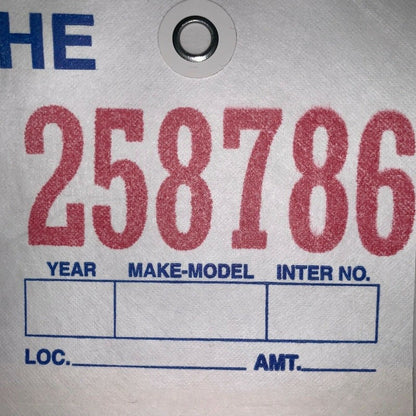 HE
258786
YEAR MAKE-MODEL INTER NO.
LOC. AMT.